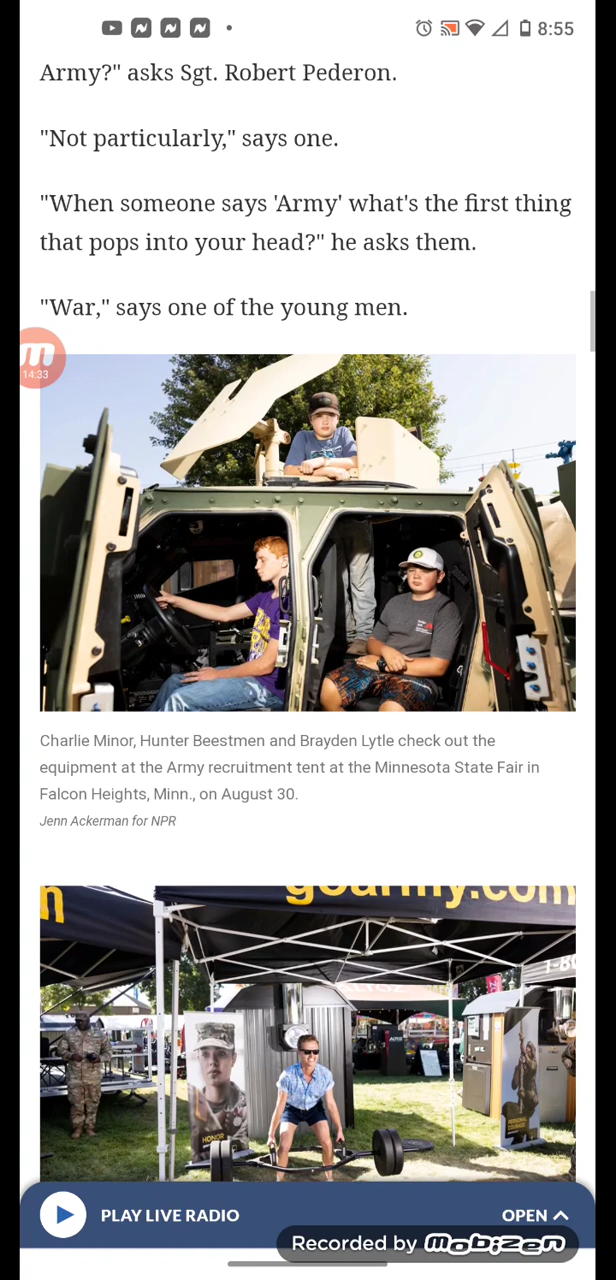 8:55
Army?" asks Sgt. Robert Pederon.
"Not particularly," says one.
"When someone says 'Army' what's the first thing
that pops into your head?" he asks them.
"War," says one of the young men.
14:33
Charlie Minor, Hunter Beestmen and Brayden Lytle check out the
equipment at the Army recruitment tent at the Minnesota State Fair in
Falcon Heights, Minn., on August 30.
Jenn Ackerman for NPR
goarmy.com
HONOR
PERSONAL
COURAGE
PLAY LIVE RADIO
OPEN
Recorded by mobizen